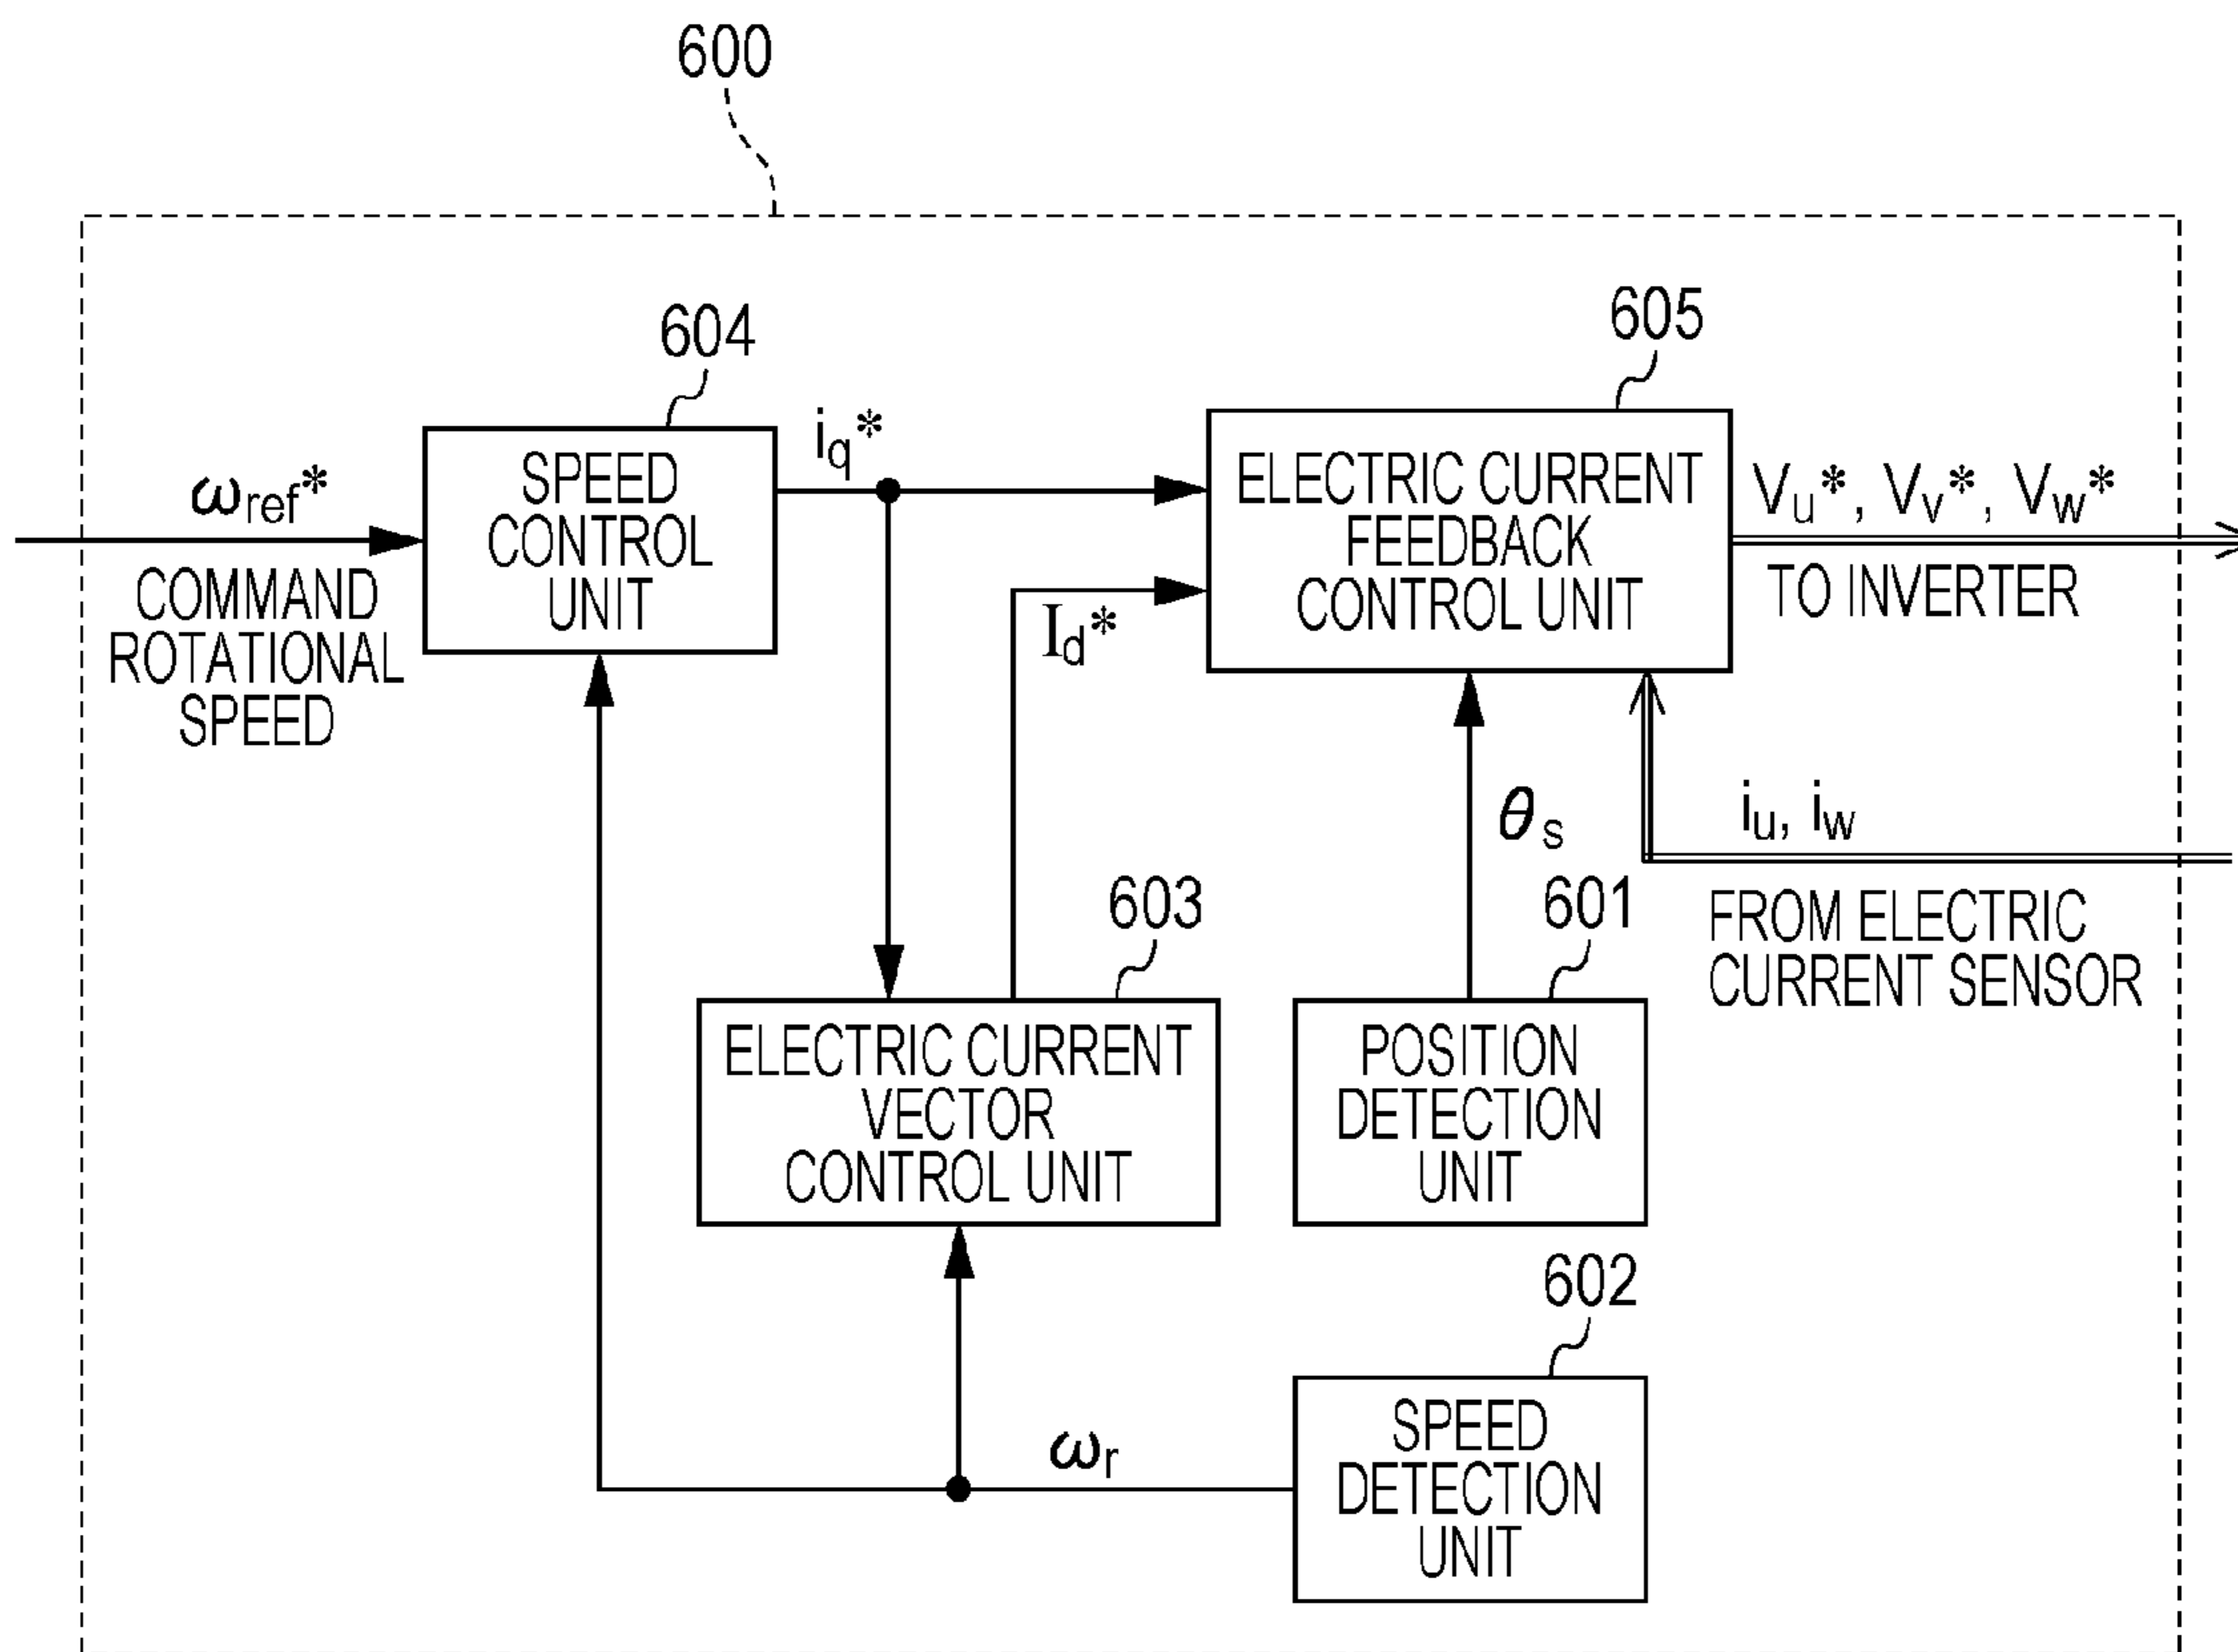 600
604
605
ωref*
COMMAND
ROTATIONAL
SPEED
SPEED
CONTROL
UNIT
iq*
Id*
ELECTRIC CURRENT
FEEDBACK
CONTROL UNIT
Vu*, Vv*, Vw*
TO INVERTER
θs
iu, iw
FROM ELECTRIC
CURRENT SENSOR
603
601
ELECTRIC CURRENT
VECTOR
CONTROL UNIT
POSITION
DETECTION
UNIT
602
ωr
SPEED
DETECTION
UNIT